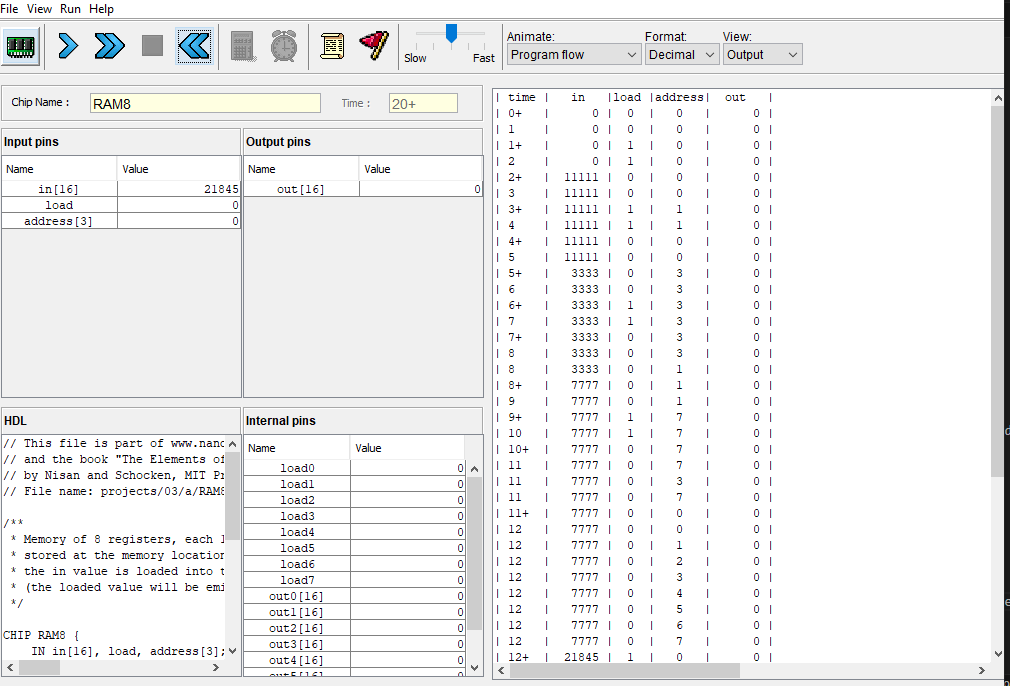 File View Run Help
Animate: Format: View:
Slow Fast Program flow Decimal Output
Chip Name : RAM8 Time : 20+
Input pins
Name Value
in[16] 21845
load 0
address[3] 0
Output pins
Name Value
out[16] 0
HDL
// This file is part of www.nanc
// and the book "The Elements of
// by Nisan and Schocken, MIT Pr
// File name: projects/03/a/RAM8
/**
* Memory of 8 registers, each l
* stored at the memory location
* the in value is loaded into t
* (the loaded value will be emi
*/
CHIP RAM8 {
IN in[16], load, address[3];
Internal pins
Name Value
load0 0
load1 0
load2 0
load3 0
load4 0
load5 0
load6 0
load7 0
out0[16] 0
out1[16] 0
out2[16] 0
out3[16] 0
out4[16] 0
out5[16] 0
| time | in |load |address| out |
| 0+ | 0 | 0 | 0 | 0 |
| 1 | 0 | 0 | 0 | 0 |
| 1+ | 0 | 1 | 0 | 0 |
| 2 | 0 | 1 | 0 | 0 |
| 2+ | 11111 | 0 | 0 | 0 |
| 3 | 11111 | 0 | 0 | 0 |
| 3+ | 11111 | 1 | 1 | 0 |
| 4 | 11111 | 1 | 1 | 0 |
| 4+ | 11111 | 0 | 0 | 0 |
| 5 | 11111 | 0 | 0 | 0 |
| 5+ | 3333 | 0 | 3 | 0 |
| 6 | 3333 | 0 | 3 | 0 |
| 6+ | 3333 | 1 | 3 | 0 |
| 7 | 3333 | 1 | 3 | 0 |
| 7+ | 3333 | 0 | 3 | 0 |
| 8 | 3333 | 0 | 3 | 0 |
| 8 | 3333 | 0 | 1 | 0 |
| 8+ | 7777 | 0 | 1 | 0 |
| 9 | 7777 | 0 | 1 | 0 |
| 9+ | 7777 | 1 | 7 | 0 |
| 10 | 7777 | 1 | 7 | 0 |
| 10+ | 7777 | 0 | 7 | 0 |
| 11 | 7777 | 0 | 7 | 0 |
| 11 | 7777 | 0 | 3 | 0 |
| 11 | 7777 | 0 | 7 | 0 |
| 11+ | 7777 | 0 | 0 | 0 |
| 12 | 7777 | 0 | 0 | 0 |
| 12 | 7777 | 0 | 1 | 0 |
| 12 | 7777 | 0 | 2 | 0 |
| 12 | 7777 | 0 | 3 | 0 |
| 12 | 7777 | 0 | 4 | 0 |
| 12 | 7777 | 0 | 5 | 0 |
| 12 | 7777 | 0 | 6 | 0 |
| 12 | 7777 | 0 | 7 | 0 |
| 12+ | 21845 | 1 | 0 | 0 |